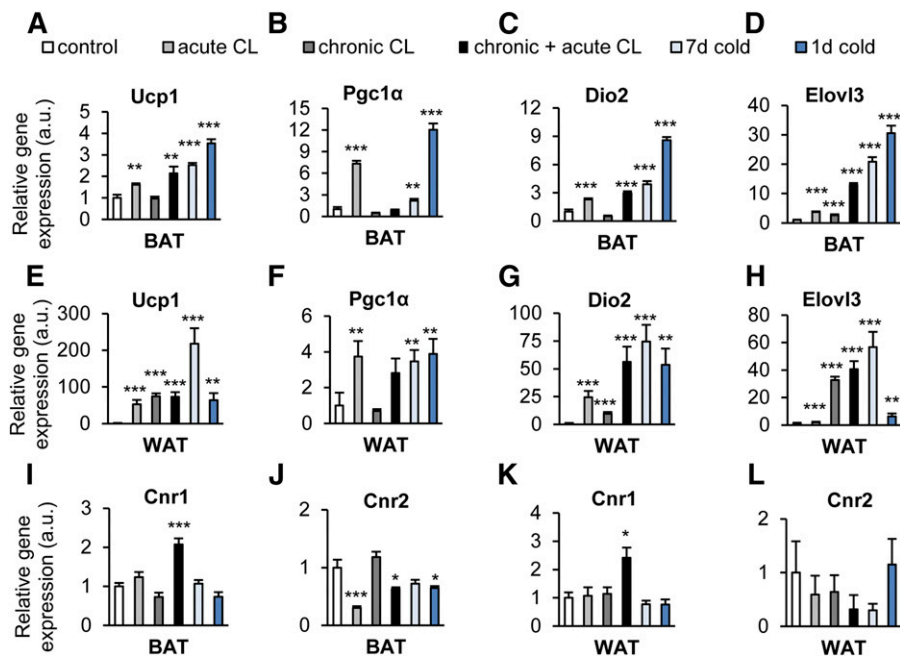 A B C D
control acute CL chronic CL chronic + acute CL 7d cold 1d cold
Ucp1 Pgc1α Dio2 Elovl3
Relative gene
expression (a.u.)
5
4
3
2
1
0
** ** *** ***
BAT
15
12
9
6
3
0
*** ** ***
BAT
12
9
6
3
0
*** *** *** ***
BAT
40
30
20
10
0
*** *** *** *** ***
BAT
E F G H
Ucp1 Pgc1α Dio2 Elovl3
Relative gene
expression (a.u.)
300
200
100
0
*** *** *** *** **
WAT
6
4
2
0
** ** **
WAT
100
75
50
25
0
*** *** *** *** **
WAT
80
60
40
20
0
*** *** *** *** **
WAT
I J K L
Cnr1 Cnr2 Cnr1 Cnr2
Relative gene
expression (a.u.)
3
2
1
0
***
BAT
2
1
0
*** * *
BAT
4
3
2
1
0
*
WAT
2
1
0
WAT